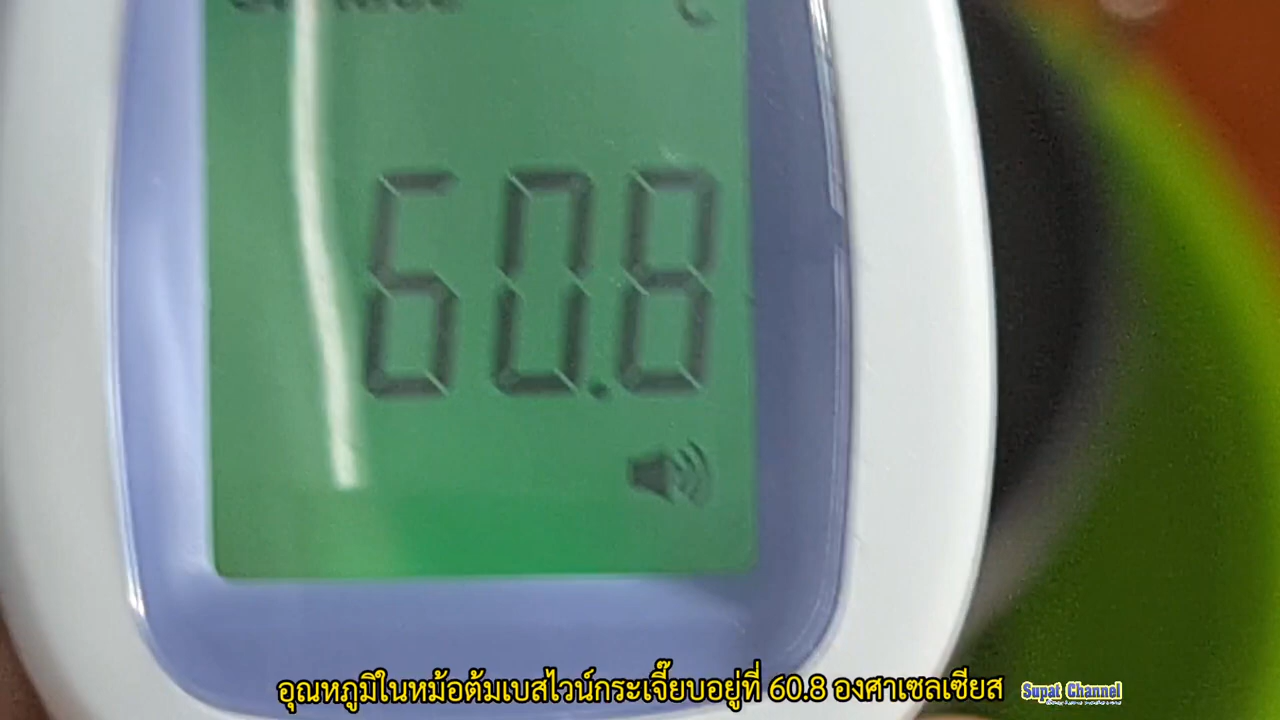 C
60.8
อุณหภูมิในหม้อต้มเบสไวน์กระเจี๊ยบอยู่ที่ 60.8 องศาเซลเซียส
Supat Channel